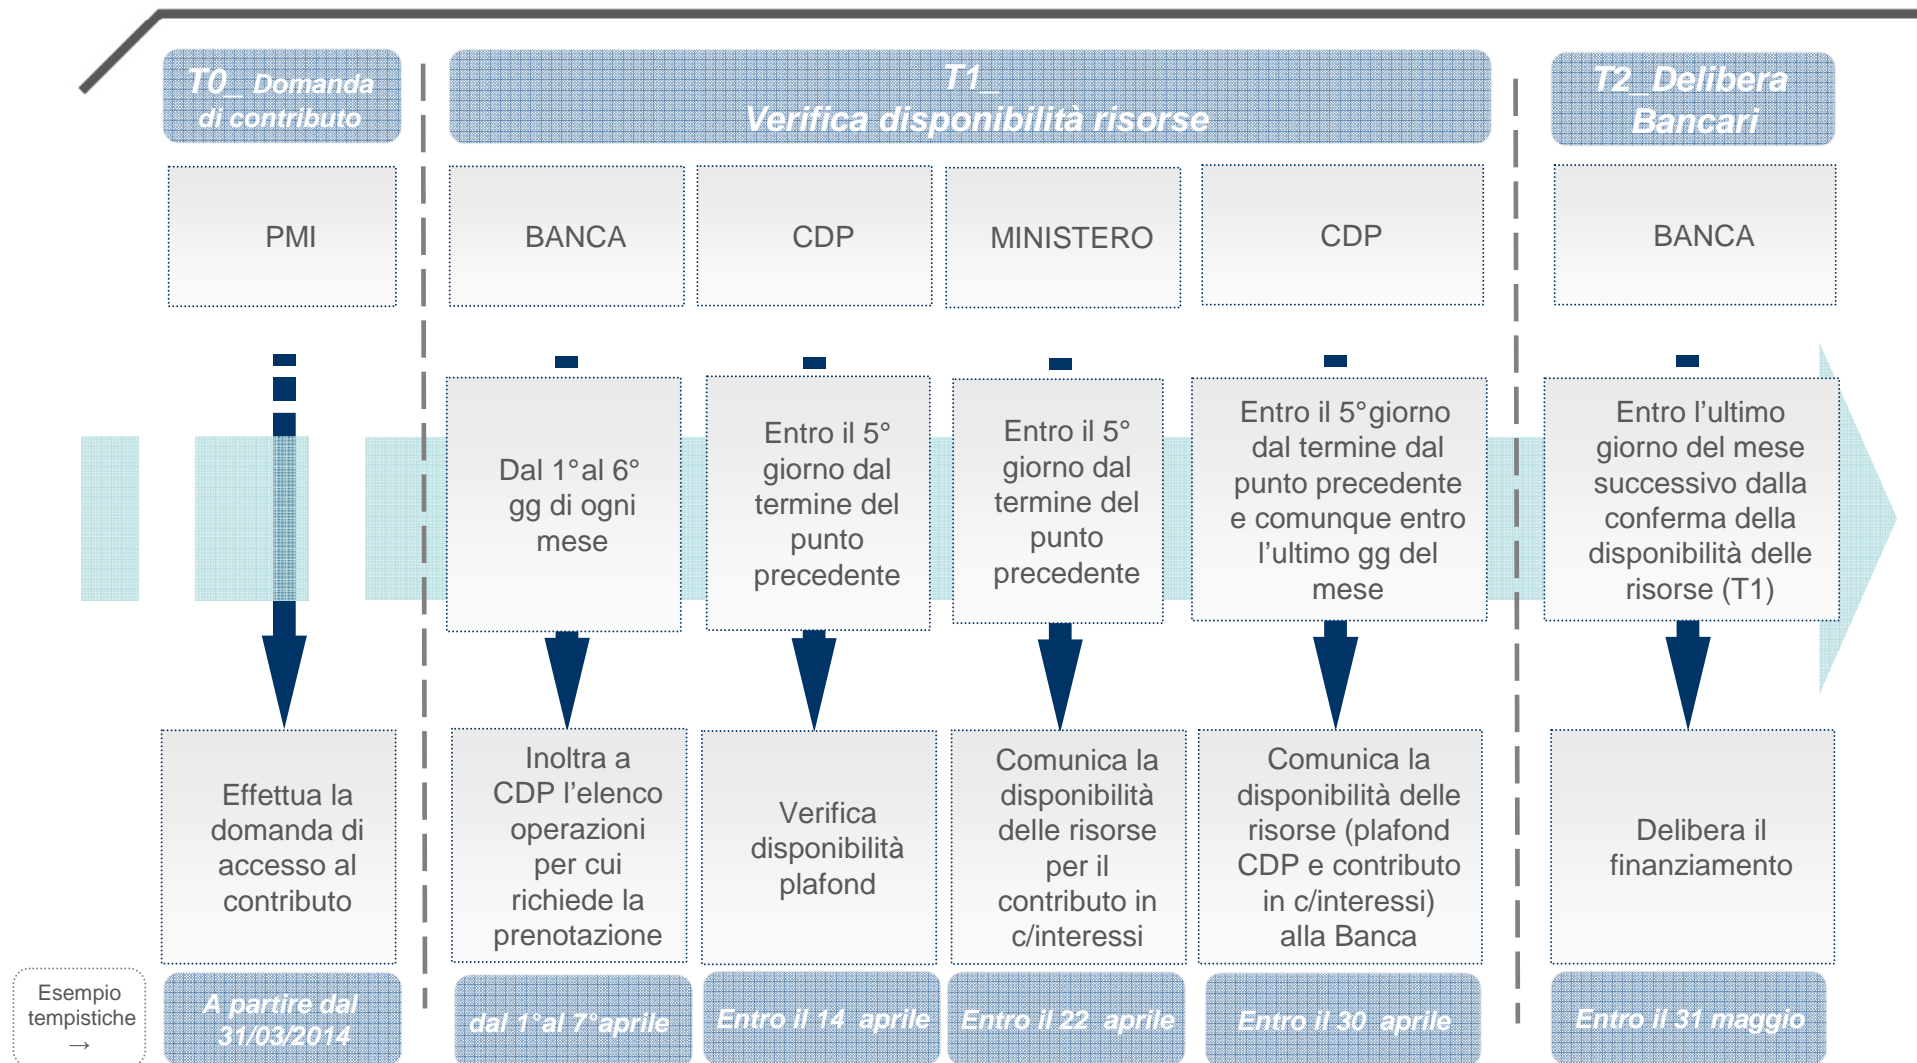 T0_ Domanda
di contributo
T1_
Verifica disponibilità risorse
T2_Delibera
Bancari
PMI
BANCA
CDP
MINISTERO
CDP
BANCA
Dal 1° al 6°
gg di ogni
mese
Entro il 5°
giorno dal
termine del
punto
precedente
Entro il 5°
giorno dal
termine del
punto
precedente
Entro il 5° giorno
dal termine dal
punto precedente
e comunque entro
l’ultimo gg del
mese
Entro l’ultimo
giorno del mese
successivo dalla
conferma della
disponibilità delle
risorse (T1)
Effettua la
domanda di
accesso al
contributo
Inoltra a
CDP l’elenco
operazioni
per cui
richiede la
prenotazione
Verifica
disponibilità
plafond
Comunica la
disponibilità
delle risorse
per il
contributo in
c/interessi
Comunica la
disponibilità delle
risorse (plafond
CDP e contributo
in c/interessi)
alla Banca
Delibera il
finanziamento
Esempio
tempistiche
→
A partire dal
31/03/2014
dal 1° al 7° aprile
Entro il 14 aprile
Entro il 22 aprile
Entro il 30 aprile
Entro il 31 maggio